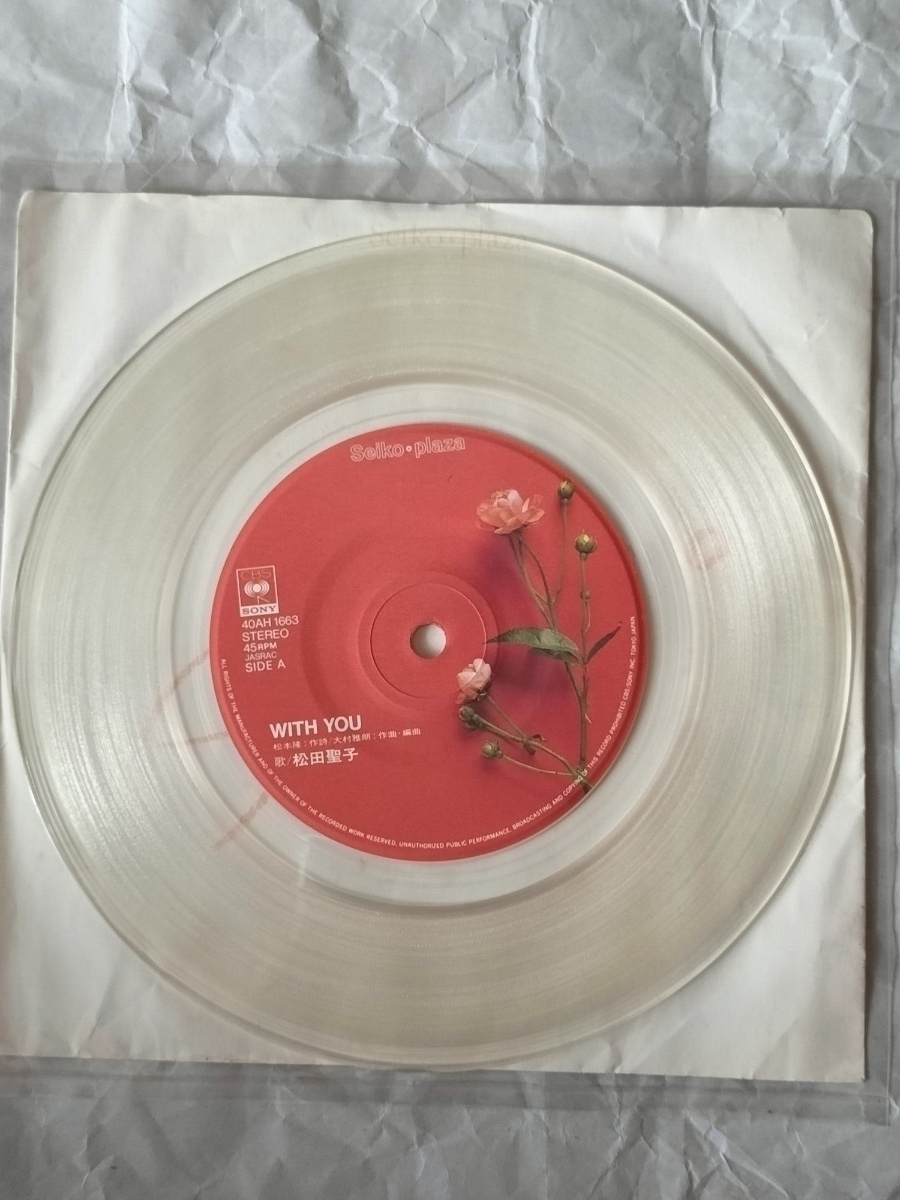 Seiko・plaza
Seiko・plaza
CBS
SONY
40AH 1663
STEREO
45RPM
JASRAC
SIDE A
WITH YOU
松本隆：作詩/大村雅朗：作曲・編曲
歌/松田聖子
ALL RIGHTS OF THE MANUFACTURER AND OF THE OWNER OF THE RECORDED WORK RESERVED. UNAUTHORIZED PUBLIC PERFORMANCE, BROADCASTING AND COPYING OF THIS RECORD PROHIBITED CBS/SONY INC. TOKYO JAPAN